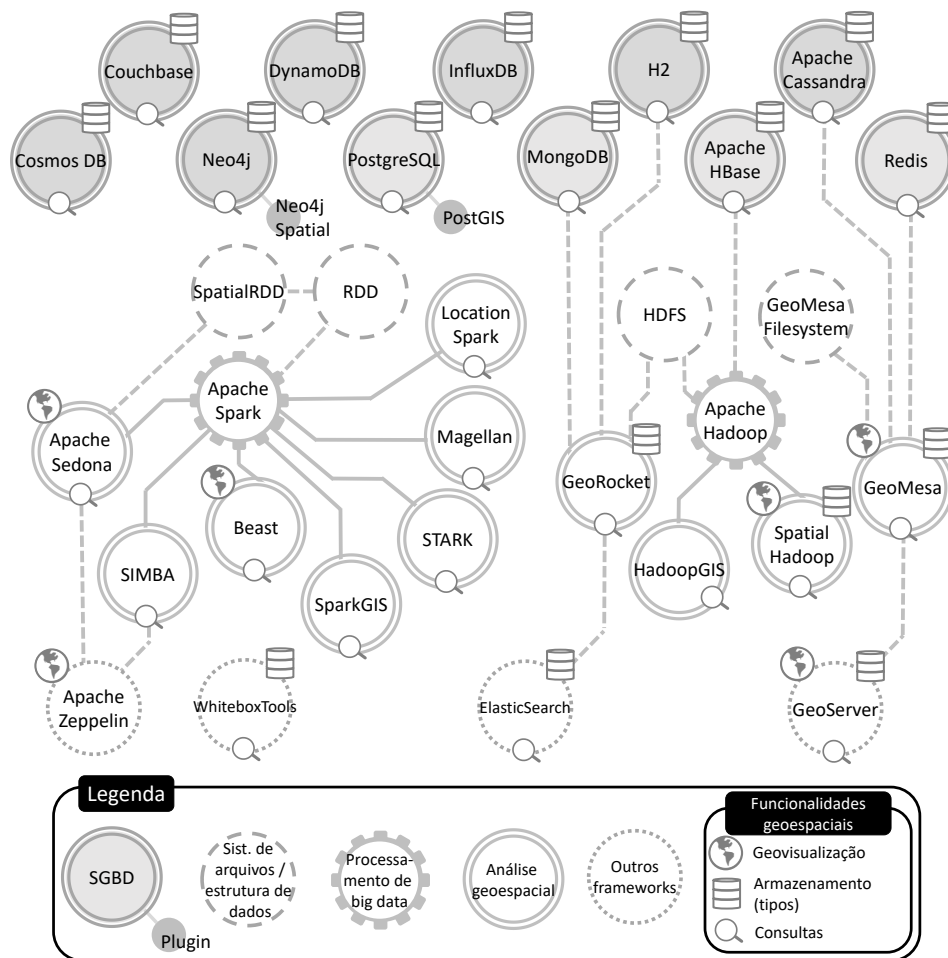 Couchbase
DynamoDB
InfluxDB
H2
Apache
Cassandra
Cosmos DB
Neo4j
PostgreSQL
MongoDB
Apache
HBase
Redis
Neo4j
Spatial
PostGIS
SpatialRDD
RDD
Location
Spark
HDFS
GeoMesa
Filesystem
Apache
Spark
Apache
Hadoop
Apache
Sedona
Magellan
GeoRocket
GeoMesa
Beast
STARK
Spatial
Hadoop
SIMBA
SparkGIS
HadoopGIS
Apache
Zeppelin
WhiteboxTools
ElasticSearch
GeoServer
Legenda
SGBD
Plugin
Sist. de
arquivos /
estrutura de
dados
Processa-
mento de
big data
Análise
geoespacial
Outros
frameworks
Funcionalidades
geoespaciais
Geovisualização
Armazenamento
(tipos)
Consultas